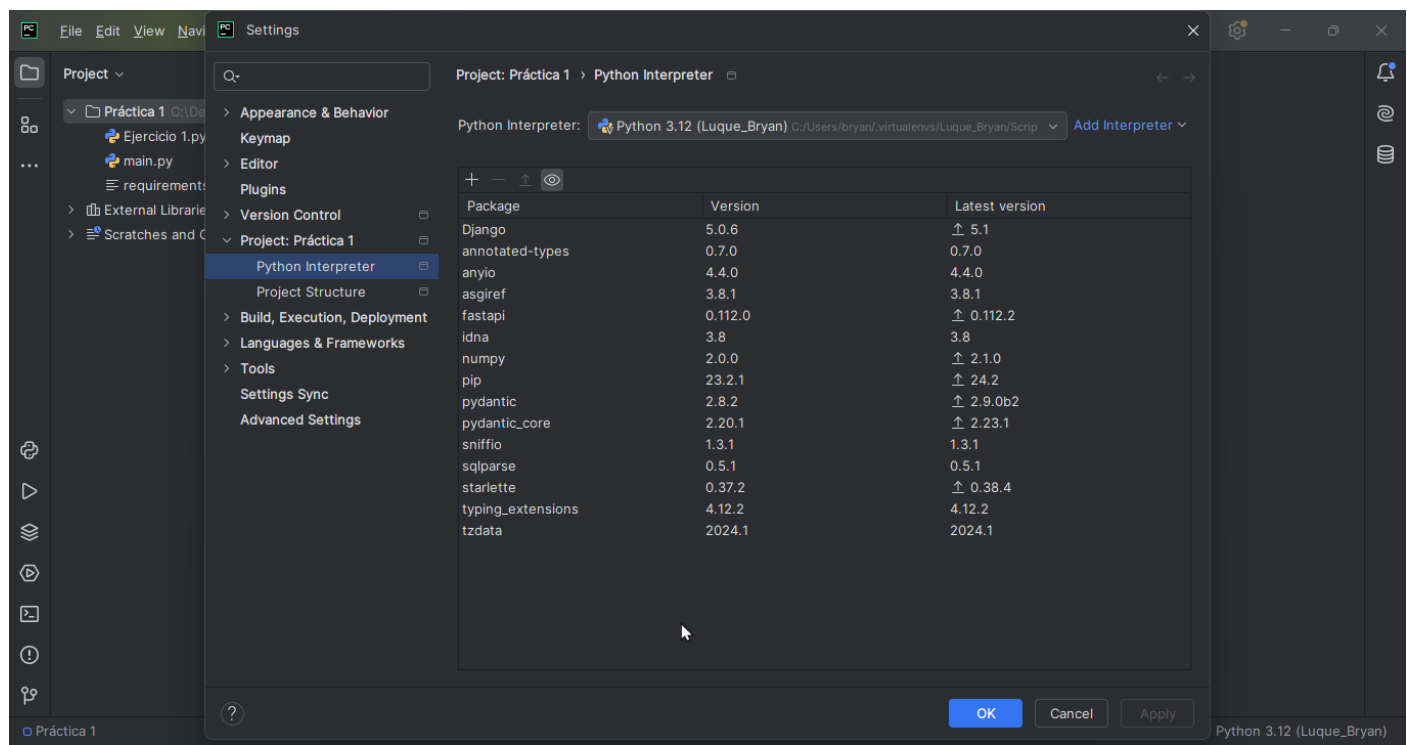 PC File Edit View Navi
PC Settings
Project
Práctica 1 C:\De
Ejercicio 1.py
main.py
requirements
External Librarie
Scratches and C
Appearance & Behavior
Keymap
Editor
Plugins
Version Control
Project: Práctica 1
Python Interpreter
Project Structure
Build, Execution, Deployment
Languages & Frameworks
Tools
Settings Sync
Advanced Settings
Project: Práctica 1 › Python Interpreter
Python Interpreter: Python 3.12 (Luque_Bryan) C:/Users/bryan/.virtualenvs/Luque_Bryan/Scrip Add Interpreter
Package Version Latest version
Django 5.0.6 5.1
annotated-types 0.7.0 0.7.0
anyio 4.4.0 4.4.0
asgiref 3.8.1 3.8.1
fastapi 0.112.0 0.112.2
idna 3.8 3.8
numpy 2.0.0 2.1.0
pip 23.2.1 24.2
pydantic 2.8.2 2.9.0b2
pydantic_core 2.20.1 2.23.1
sniffio 1.3.1 1.3.1
sqlparse 0.5.1 0.5.1
starlette 0.37.2 0.38.4
typing_extensions 4.12.2 4.12.2
tzdata 2024.1 2024.1
? OK Cancel Apply
Práctica 1 Python 3.12 (Luque_Bryan)